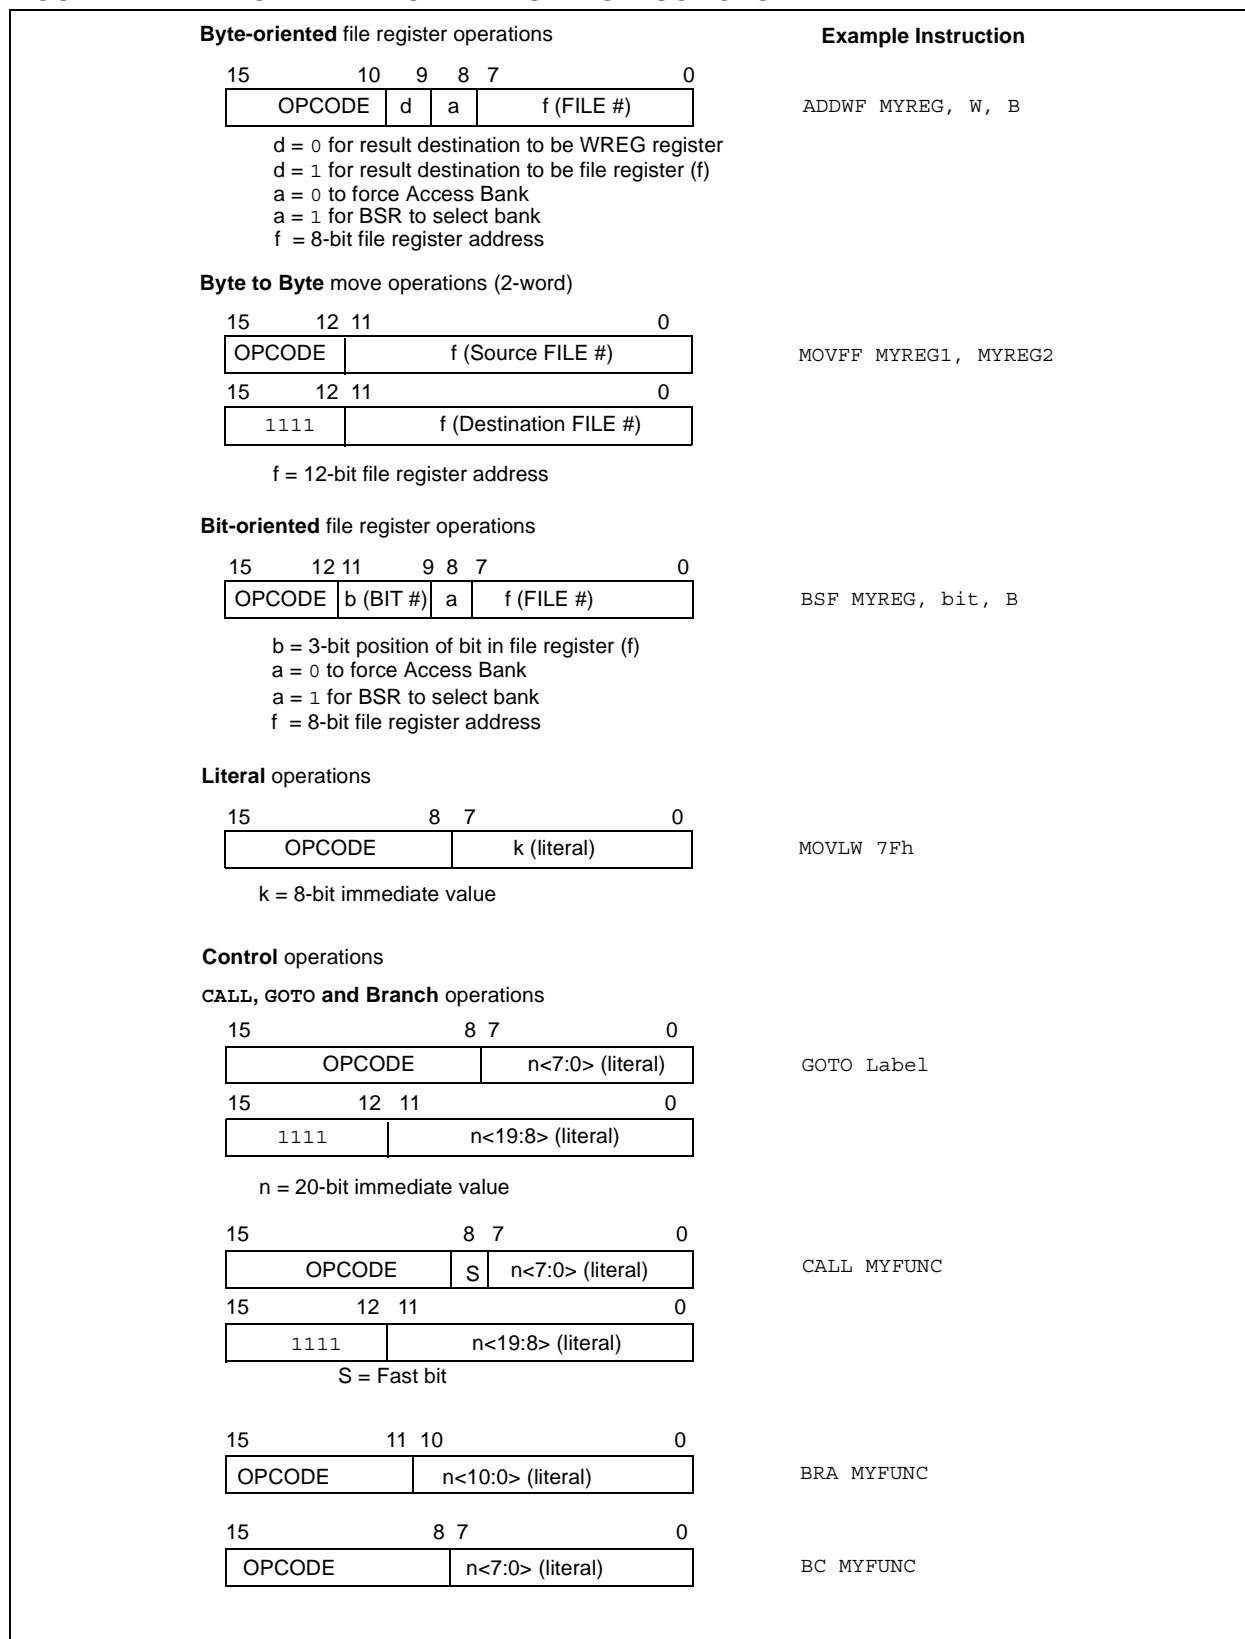 Byte-oriented file register operations Example Instruction
15 10 9 8 7 0
OPCODE d a f (FILE #) ADDWF MYREG, W, B
d = 0 for result destination to be WREG register
d = 1 for result destination to be file register (f)
a = 0 to force Access Bank
a = 1 for BSR to select bank
f = 8-bit file register address
Byte to Byte move operations (2-word)
15 12 11 0
OPCODE f (Source FILE #) MOVFF MYREG1, MYREG2
15 12 11 0
1111 f (Destination FILE #)
f = 12-bit file register address
Bit-oriented file register operations
15 12 11 9 8 7 0
OPCODE b (BIT #) a f (FILE #) BSF MYREG, bit, B
b = 3-bit position of bit in file register (f)
a = 0 to force Access Bank
a = 1 for BSR to select bank
f = 8-bit file register address
Literal operations
15 8 7 0
OPCODE k (literal) MOVLW 7Fh
k = 8-bit immediate value
Control operations
CALL, GOTO and Branch operations
15 8 7 0
OPCODE n<7:0> (literal) GOTO Label
15 12 11 0
1111 n<19:8> (literal)
n = 20-bit immediate value
15 8 7 0
OPCODE S n<7:0> (literal) CALL MYFUNC
15 12 11 0
1111 n<19:8> (literal)
S = Fast bit
15 11 10 0
OPCODE n<10:0> (literal) BRA MYFUNC
15 8 7 0
OPCODE n<7:0> (literal) BC MYFUNC